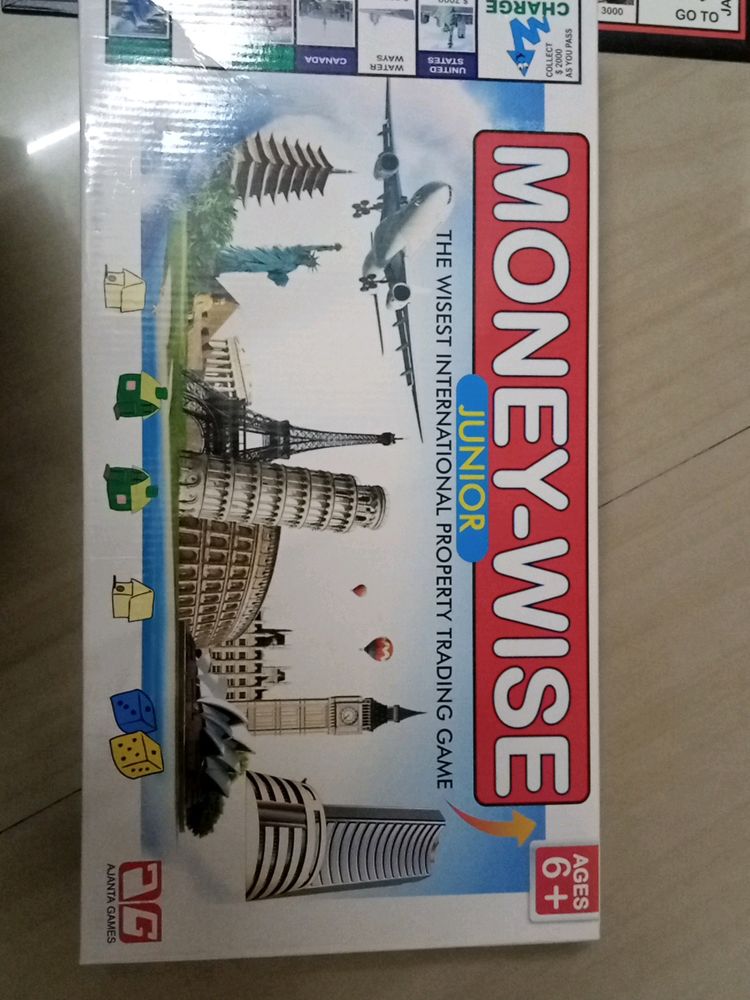 MONEY-WISE
JUNIOR
THE WISEST INTERNATIONAL PROPERTY TRADING GAME
AGES
6+
AJANTA GAMES
CHARGE
COLLECT
$ 2000
AS YOU PASS
UNITED
STATES
WATER
WAYS
CANADA
3000
GO TO